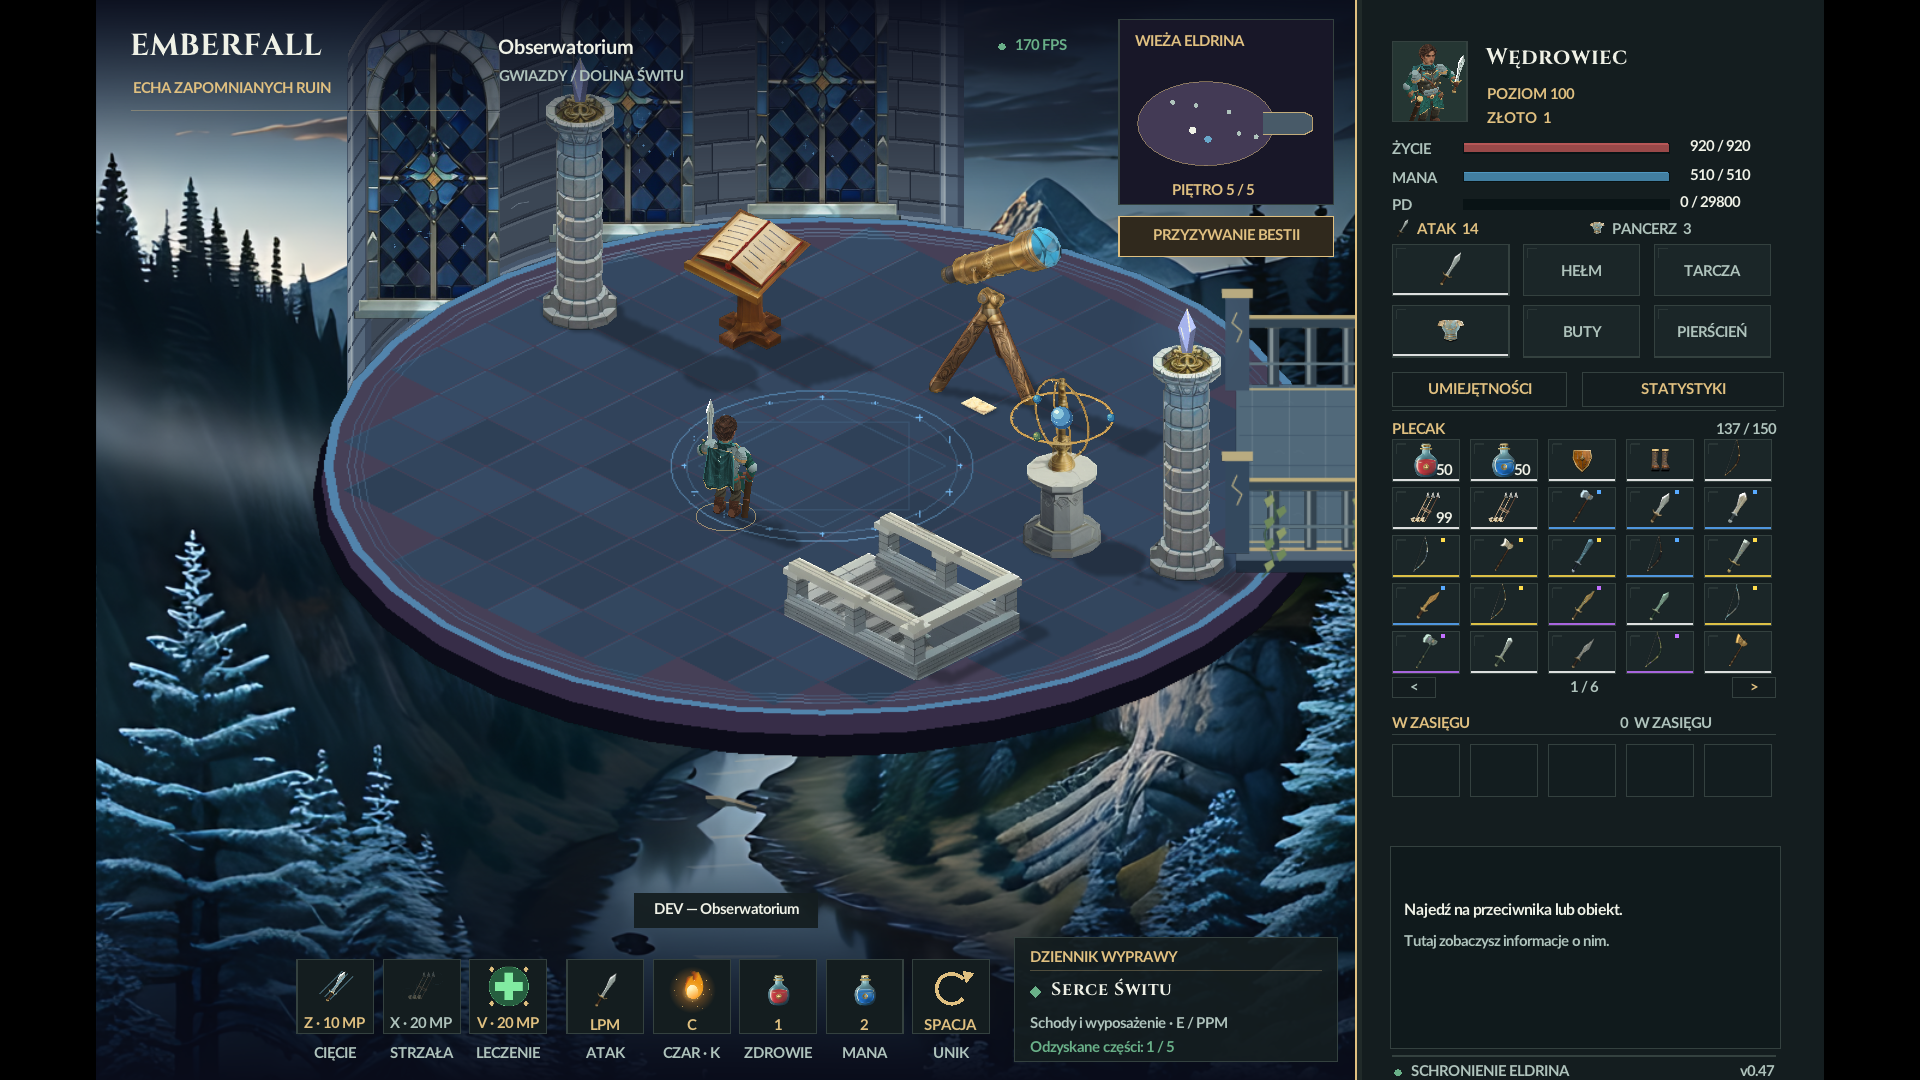 EMBERFALL
ECHA ZAPOMNIANYCH RUIN
Obserwatorium
GWIAZDY / DOLINA ŚWITU
170 FPS
WIEŻA ELDRINA
PIĘTRO 5 / 5
PRZYZYWANIE BESTII
WĘDROWIEC
POZIOM 100
ZŁOTO 1
ŻYCIE 920 / 920
MANA 510 / 510
PD 0 / 29800
ATAK 14 PANCERZ 3
HEŁM TARCZA
BUTY PIERŚCIEŃ
UMIEJĘTNOŚCI STATYSTYKI
PLECAK 137 / 150
50 50
99
< 1 / 6 >
W ZASIĘGU 0 W ZASIĘGU
Najedź na przeciwnika lub obiekt.
Tutaj zobaczysz informacje o nim.
SCHRONIENIE ELDRINA v0.47
DEV — Obserwatorium
Z · 10 MP X · 20 MP V · 20 MP LPM C 1 2 SPACJA
CIĘCIE STRZAŁA LECZENIE ATAK CZAR · K ZDROWIE MANA UNIK
DZIENNIK WYPRAWY
SERCE ŚWITU
Schody i wyposażenie · E / PPM
Odzyskane części: 1 / 5